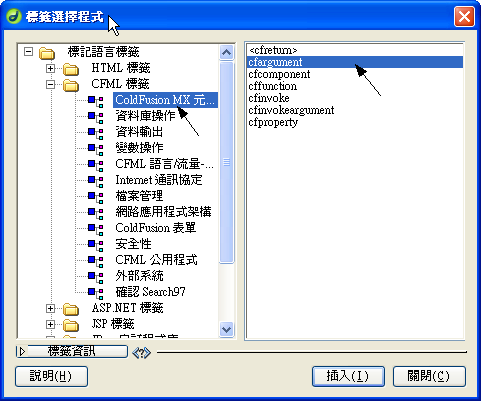 標籤選擇程式
標記語言標籤
HTML 標籤
CFML 標籤
ColdFusion MX 元...
資料庫操作
資料輸出
變數操作
CFML 語言/流量-...
Internet 通訊協定
檔案管理
網路應用程式架構
ColdFusion 表單
安全性
CFML 公用程式
外部系統
確認 Search97
ASP.NET 標籤
JSP 標籤
<cfreturn>
cfargument
cfcomponent
cffunction
cfinvoke
cfinvokeargument
cfproperty
標籤資訊
<?>
說明(H)
插入(I)
關閉(C)